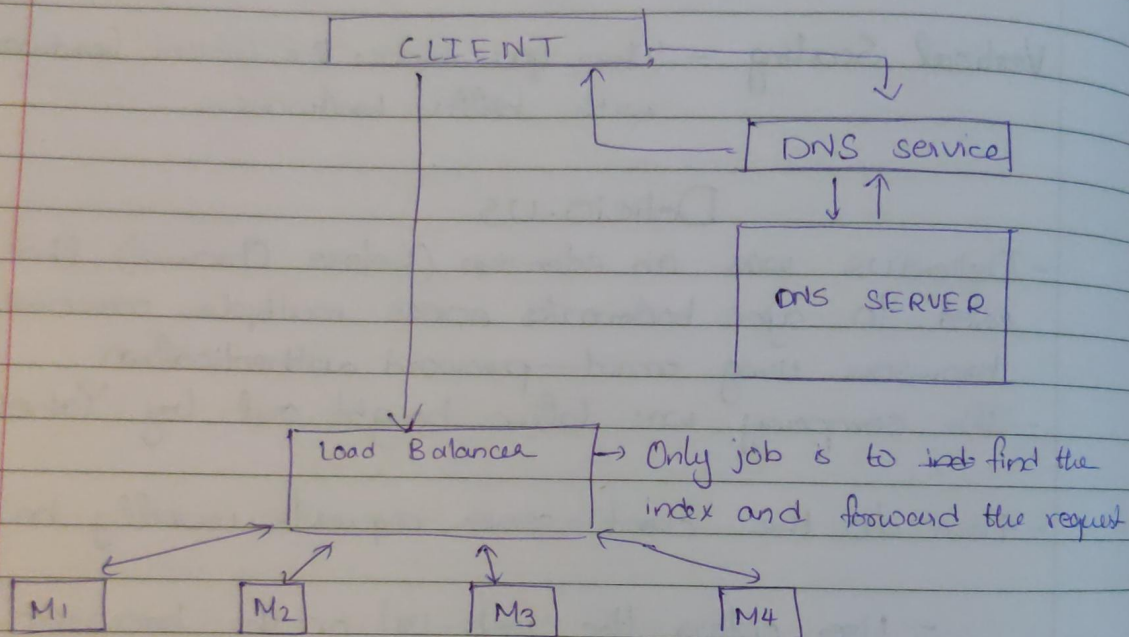 CLIENT
DNS service
DNS SERVER
Load Balancer → Only job is to find the
index and forward the request
M1 M2 M3 M4